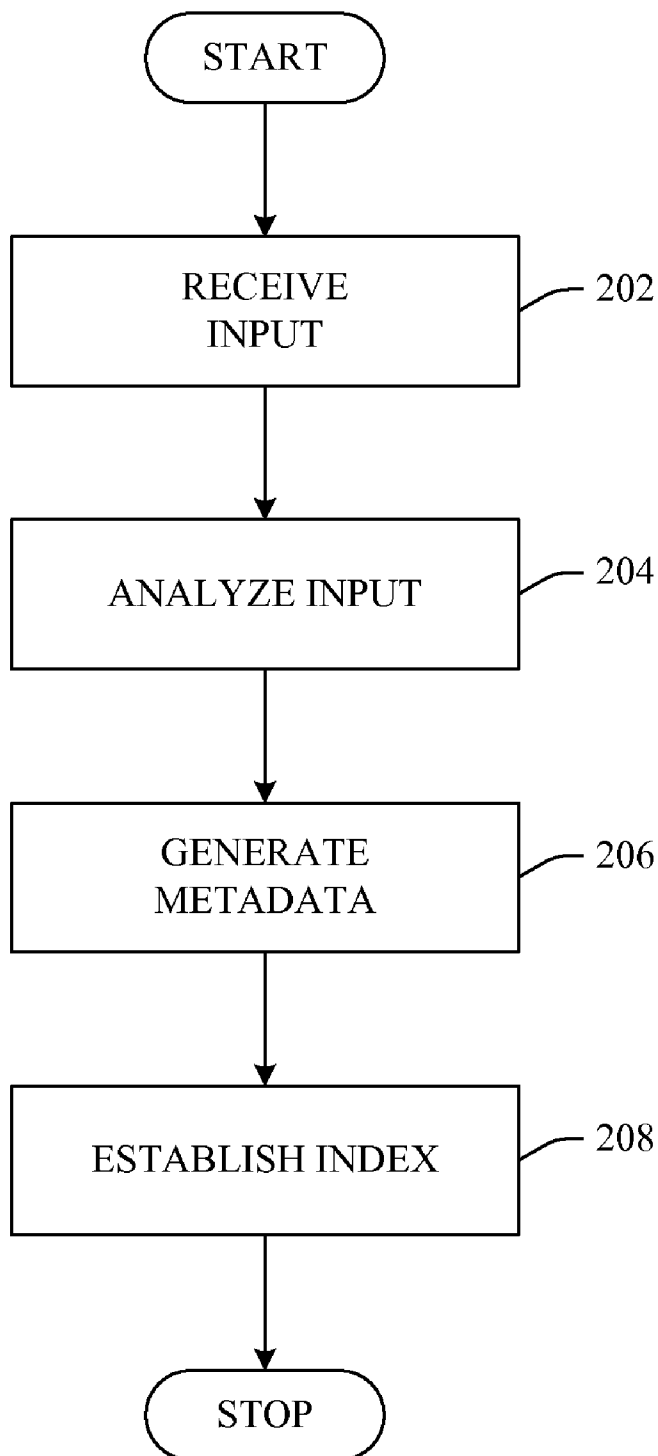 START
RECEIVE
INPUT
202
ANALYZE INPUT
204
GENERATE
METADATA
206
ESTABLISH INDEX
208
STOP